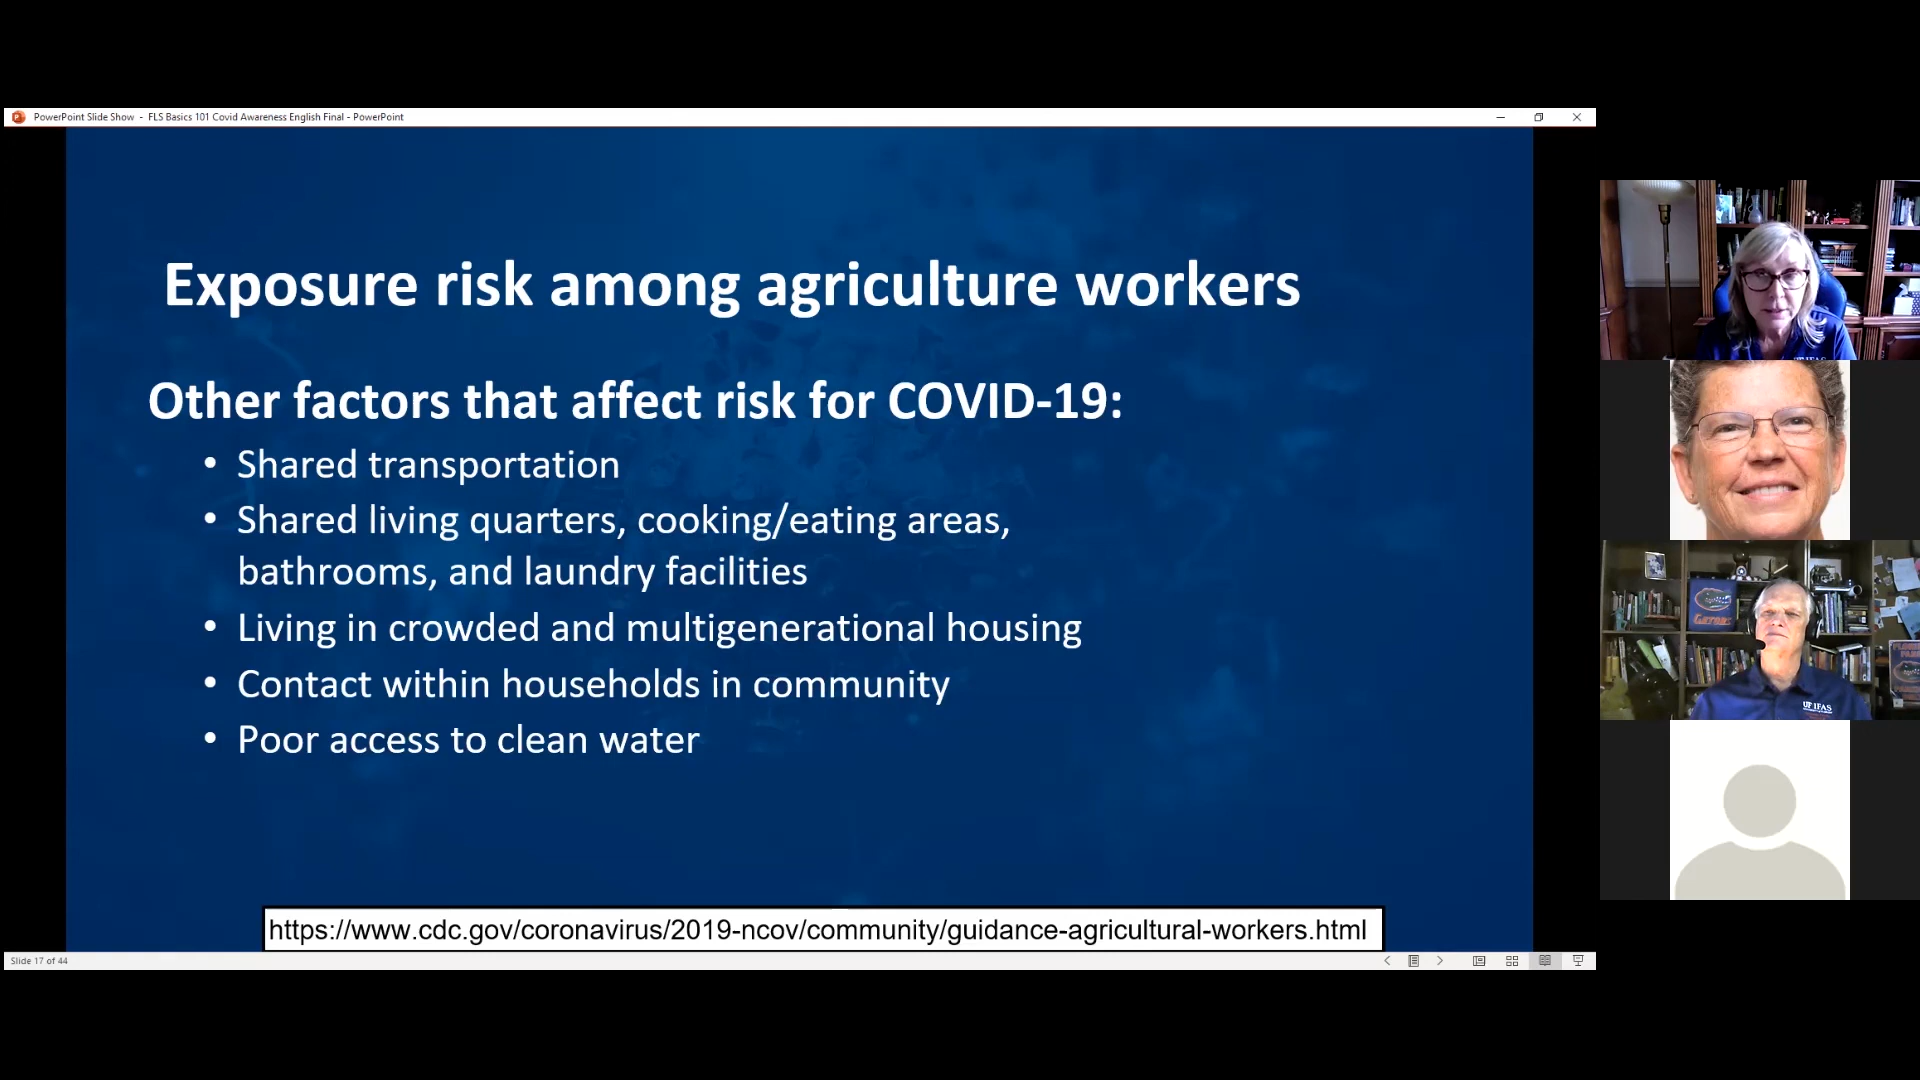 PowerPoint Slide Show - FLS Basics 101 Covid Awareness English Final - PowerPoint
Exposure risk among agriculture workers
Other factors that affect risk for COVID-19:
• Shared transportation
• Shared living quarters, cooking/eating areas,
bathrooms, and laundry facilities
• Living in crowded and multigenerational housing
• Contact within households in community
• Poor access to clean water
https://www.cdc.gov/coronavirus/2019-ncov/community/guidance-agricultural-workers.html
Slide 17 of 44
GATORS
UF IFAS